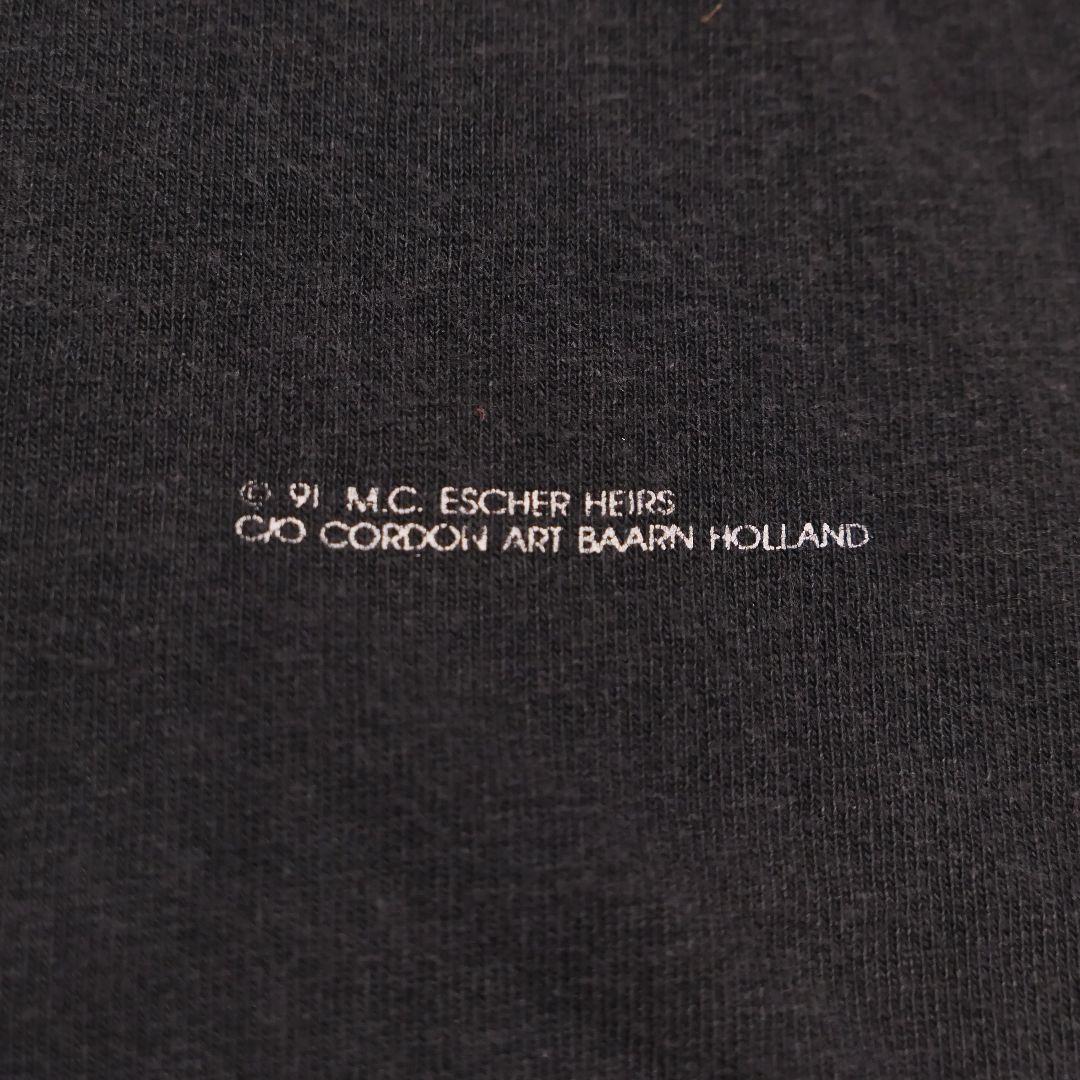 © 91 M.C. ESCHER HEIRS
C/O CORDON ART BAARN HOLLAND